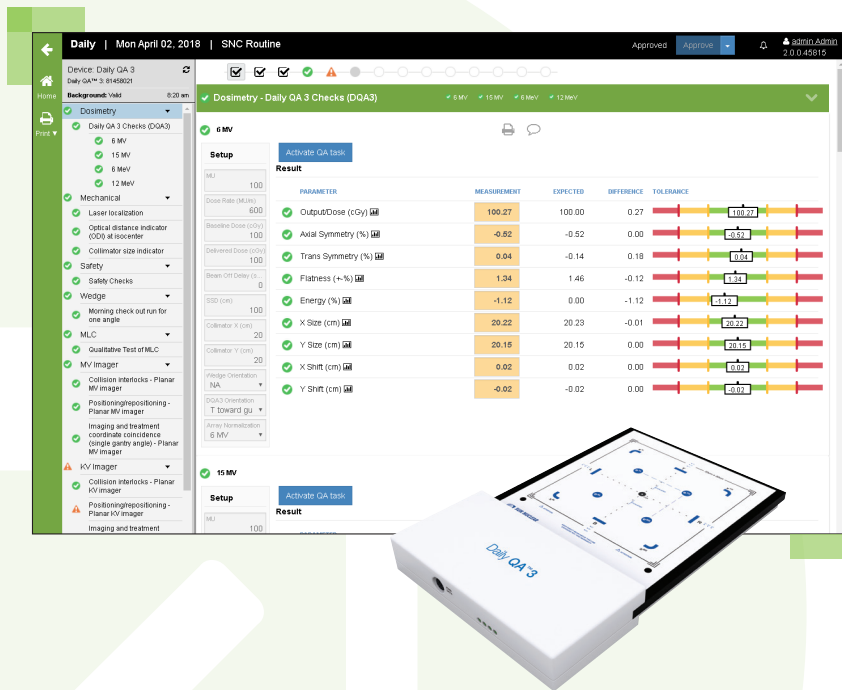 Daily | Mon April 02, 2018 | SNC Routine
Approved
Approve
admin Admin
2.0.0.45815
Home
Print
Device: Daily QA 3
Daily QA™ 3: 81458021
Background: Valid 8:20 am
Dosimetry
Daily QA 3 Checks (DQA3)
6 MV
15 MV
6 MeV
12 MeV
Mechanical
Laser localization
Optical distance indicator
(ODI) at isocenter
Collimator size indicator
Safety
Safety Checks
Wedge
Morning check out run for
one angle
MLC
Qualitative Test of MLC
MV Imager
Collision interlocks - Planar
MV imager
Positioning/repositioning -
Planar MV imager
Imaging and treatment
coordinate coincidence
(single gantry angle) - Planar
MV imager
KV Imager
Collision interlocks - Planar
KV imager
Positioning/repositioning -
Planar KV imager
Imaging and treatment
Dosimetry - Daily QA 3 Checks (DQA3) 6 MV 15 MV 6 MeV 12 MeV
6 MV
Setup
MU
100
Dose Rate (MU/M)
600
Baseline Dose (cGy)
100
Delivered Dose (cGy)
100
Beam Off Delay (s...
0
SSD (cm)
100
Collimator X (cm)
20
Collimator Y (cm)
20
Wedge Orientation
NA
DQA3 Orientation
T toward gu
Array Normalization
6 MV
Activate QA task
Result
PARAMETER MEASUREMENT EXPECTED DIFFERENCE TOLERANCE
Output/Dose (cGy) 100.27 100.00 0.27 100.27
Axial Symmetry (%) -0.52 -0.52 0.00 -0.52
Trans Symmetry (%) 0.04 -0.14 0.18 0.04
Flatness (+-%) 1.34 1.46 -0.12 1.34
Energy (%) -1.12 0.00 -1.12 -1.12
X Size (cm) 20.22 20.23 -0.01 20.22
Y Size (cm) 20.15 20.15 0.00 20.15
X Shift (cm) 0.02 0.02 0.00 0.02
Y Shift (cm) -0.02 -0.02 0.00 -0.02
15 MV
Setup
MU
100
Activate QA task
Result
Daily QA™3